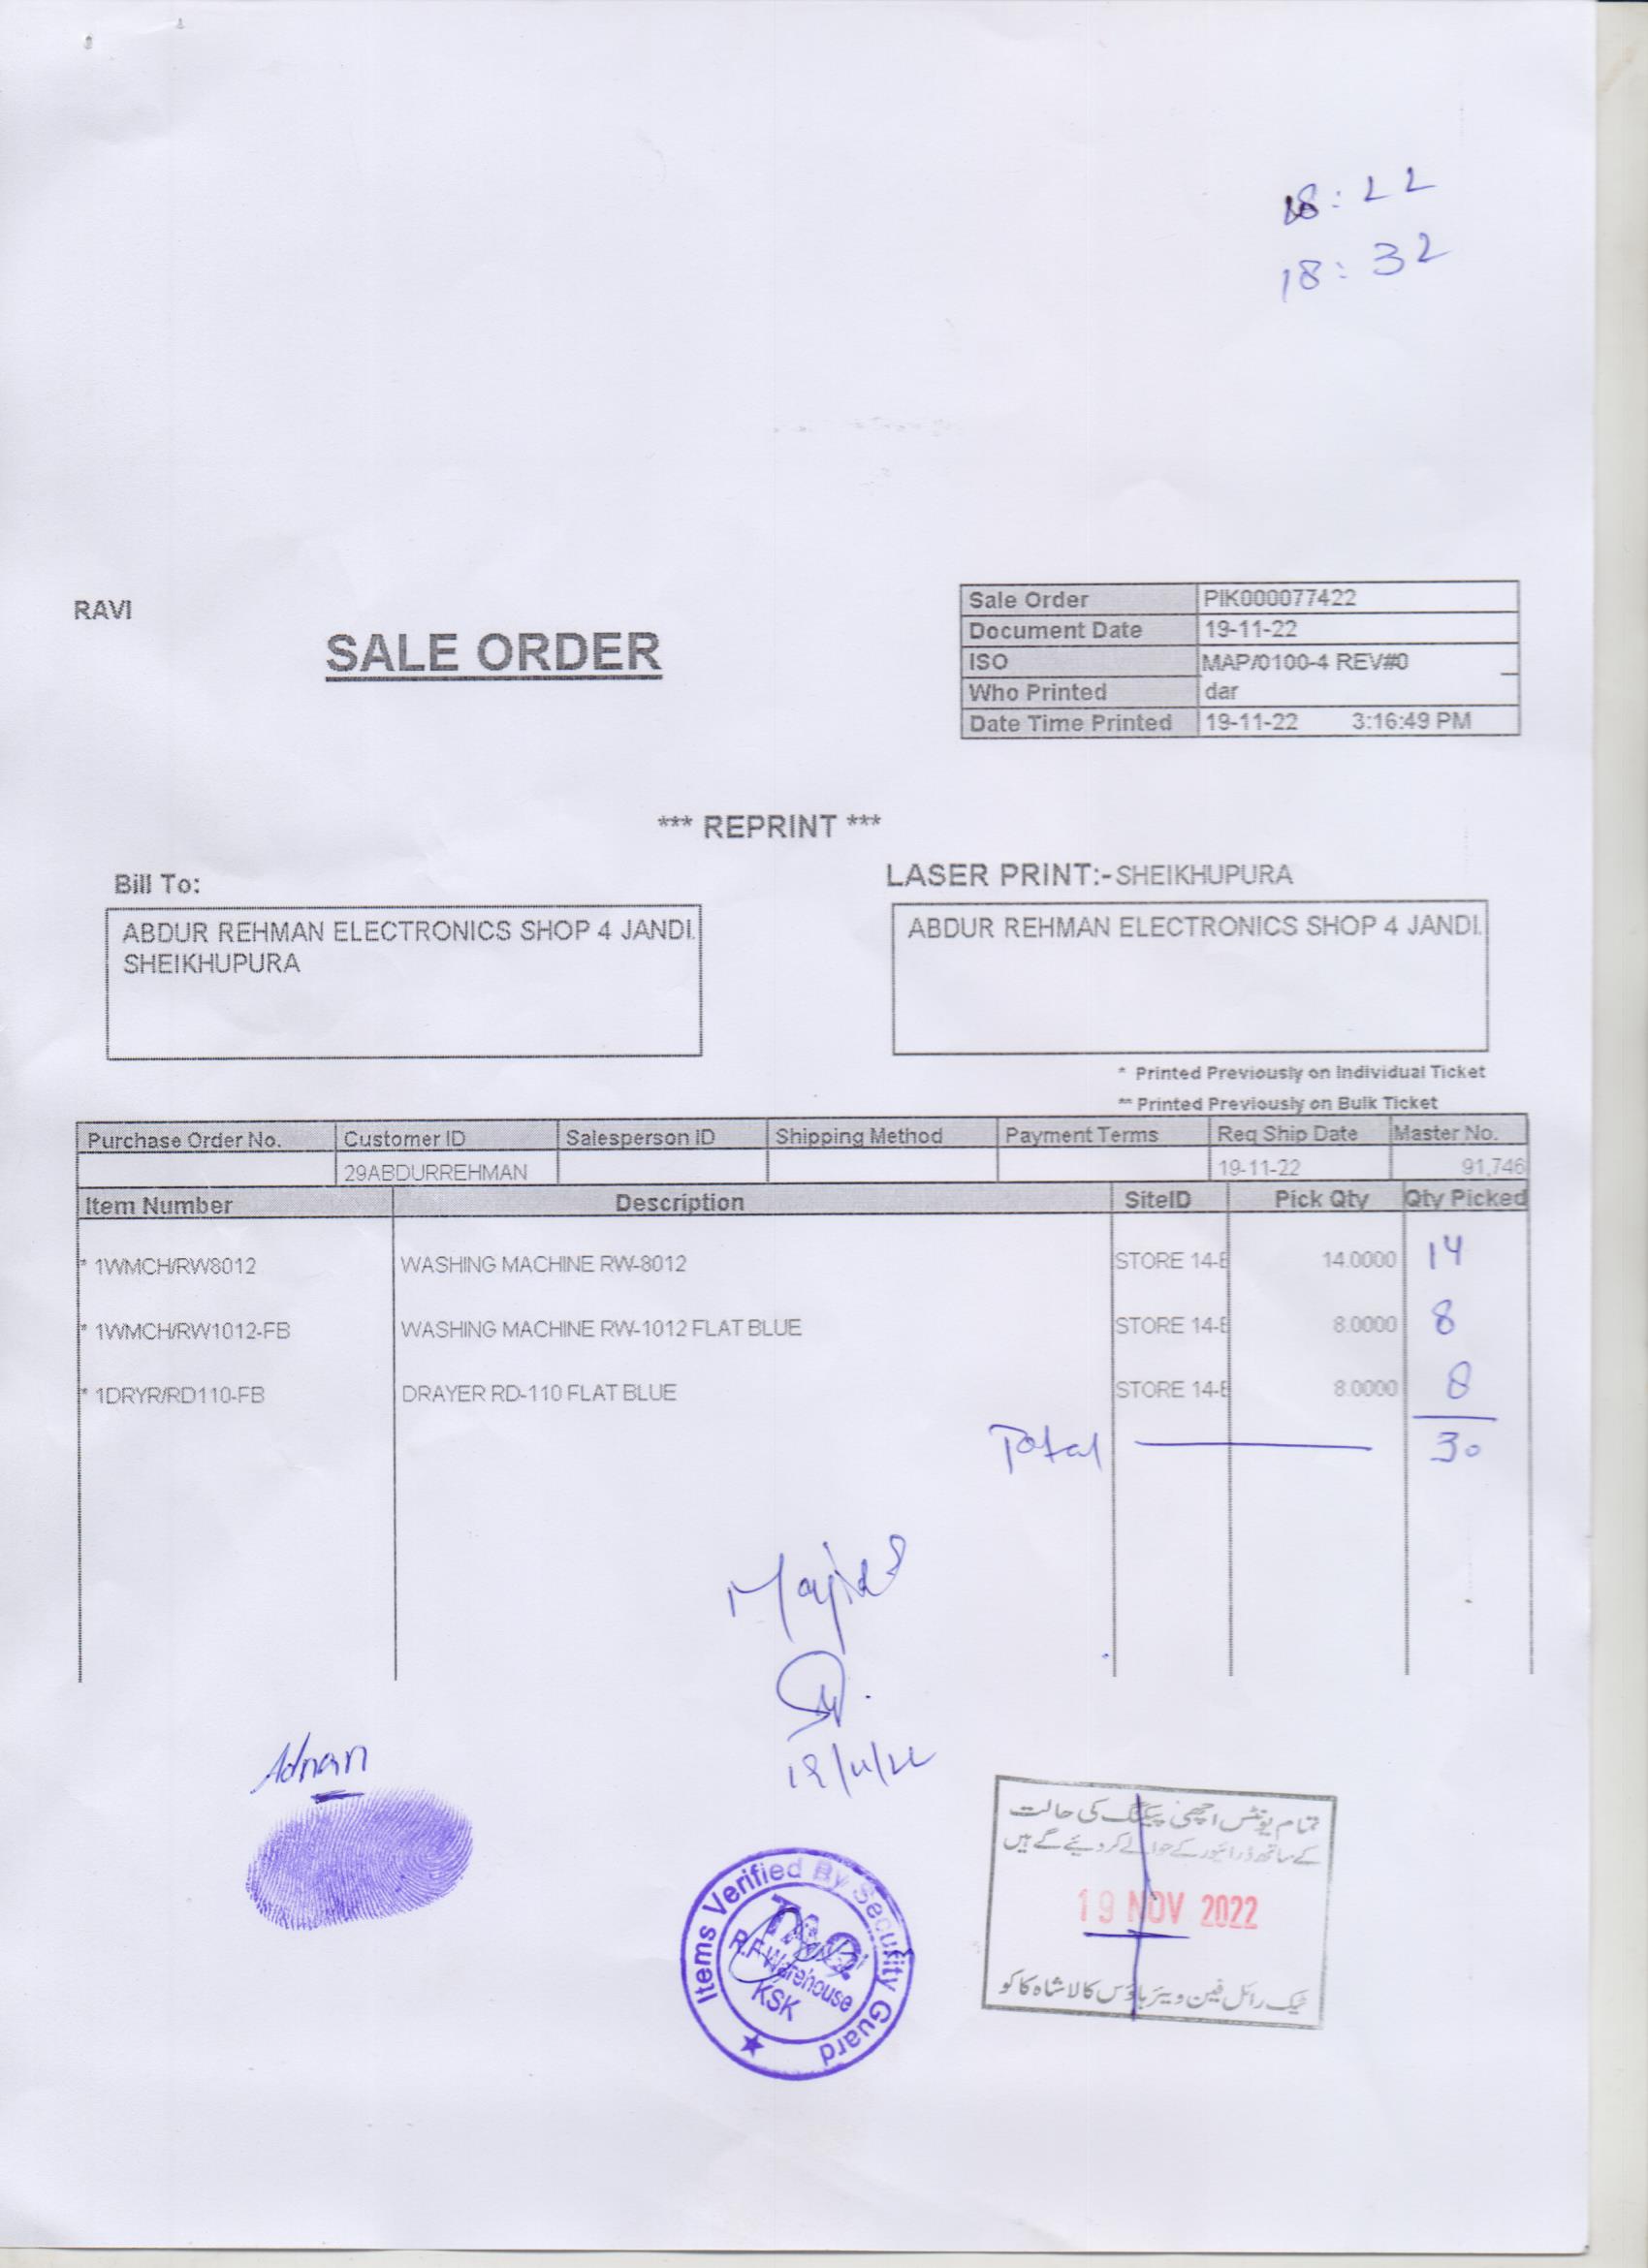 18:22
18:32
RAVI
SALE ORDER
Sale Order PIK000077422
Document Date 19-11-22
ISO MAP/0100-4 REV#0
Who Printed dar
Date Time Printed 19-11-22 3:16:49 PM
*** REPRINT ***
Bill To:
LASER PRINT:-SHEIKHUPURA
ABDUR REHMAN ELECTRONICS SHOP 4 JANDI.
SHEIKHUPURA
ABDUR REHMAN ELECTRONICS SHOP 4 JANDI.
* Printed Previously on Individual Ticket
** Printed Previously on Bulk Ticket
Purchase Order No. Customer ID Salesperson ID Shipping Method Payment Terms Req Ship Date Master No.
29ABDURREHMAN 19-11-22 91,746
Item Number Description SiteID Pick Qty Qty Picked
* 1WMCH/RW8012 WASHING MACHINE RW-8012 STORE 14-E 14.0000 14
* 1WMCH/RW1012-FB WASHING MACHINE RW-1012 FLAT BLUE STORE 14-E 8.0000 8
* 1DRYR/RD110-FB DRAYER RD-110 FLAT BLUE STORE 14-E 8.0000 8
Total 30
Majid
19/11/22
Adnan
Items Verified By Security Guard
R.F Warehouse
KSK
تمام یونٹس اچھی پیکنگ کی حالت
کے ساتھ ڈرائیور کے حوالے کر دیئے گے ہیں
19 NOV 2022
ٹیک رائل فین ویئر ہاؤس کالا شاہ کاکو